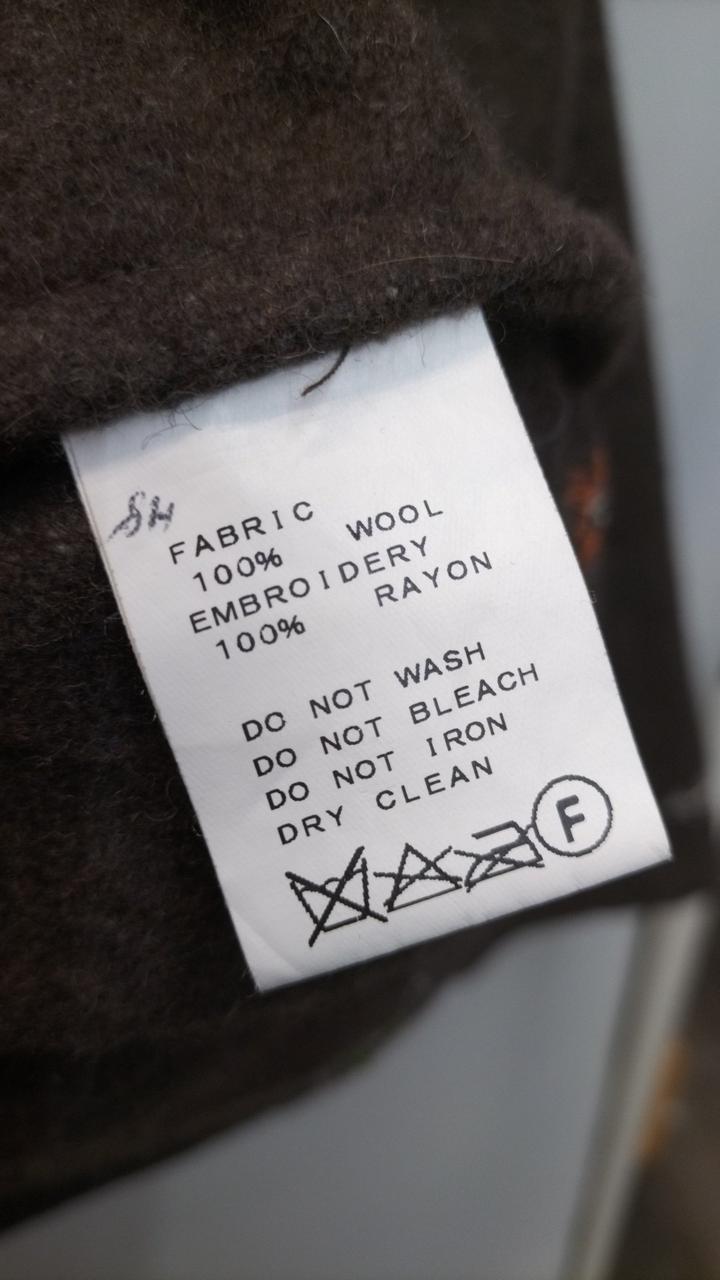 SH
FABRIC
100% WOOL
EMBROIDERY
100% RAYON
DO NOT WASH
DO NOT BLEACH
DO NOT IRON
DRY CLEAN
F